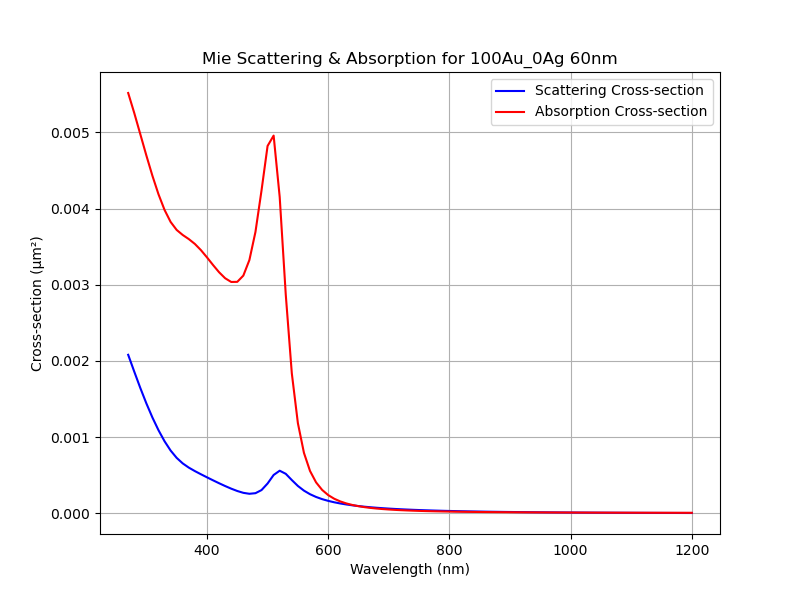 Mie Scattering & Absorption for 100Au_0Ag 60nm
Scattering Cross-section
Absorption Cross-section
Cross-section (μm²)
0.005
0.004
0.003
0.002
0.001
0.000
400 600 800 1000 1200
Wavelength (nm)